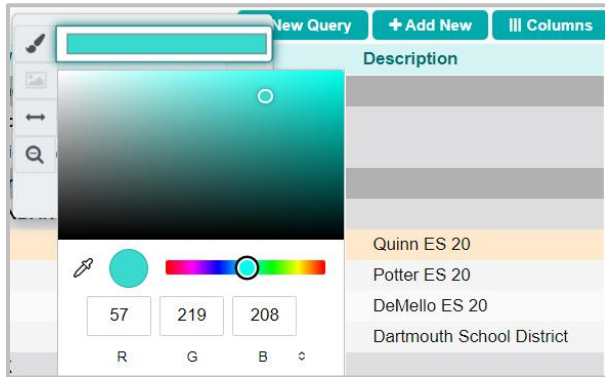 New Query + Add New Columns
Description
Quinn ES 20
Potter ES 20
DeMello ES 20
Dartmouth School District
57 219 208
R G B